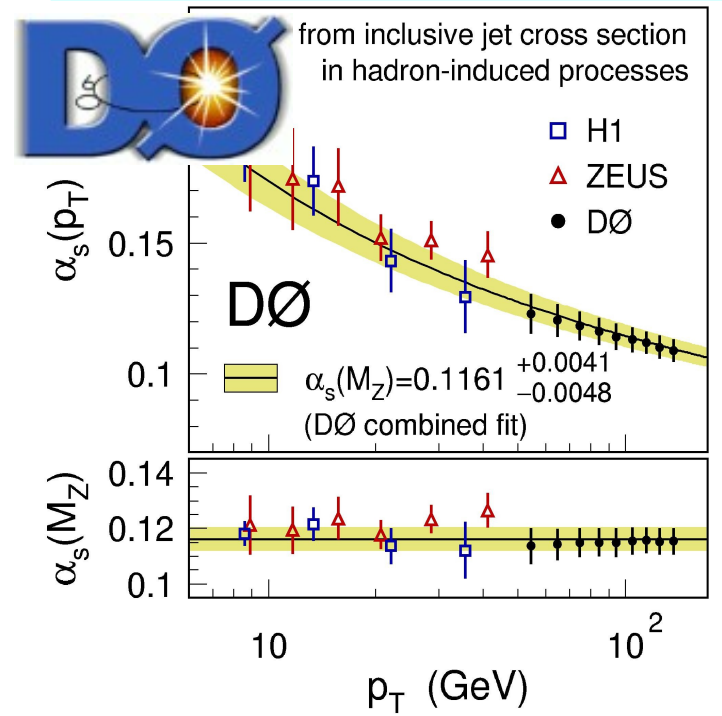 DØ
from inclusive jet cross section
in hadron-induced processes
H1
ZEUS
DØ
αs(pT)
0.15
0.1
DØ
αs(MZ)=0.1161 +0.0041 −0.0048
(DØ combined fit)
αs(MZ)
0.14
0.12
0.1
10
10²
pT (GeV)